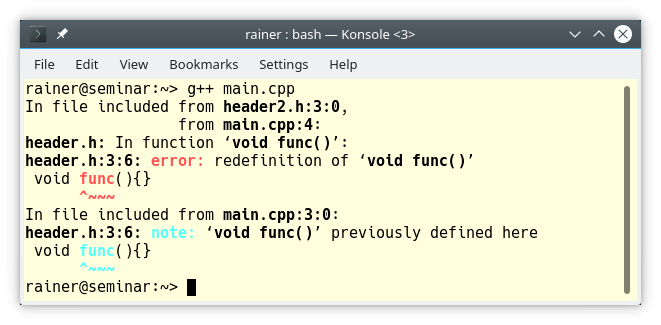 rainer : bash — Konsole <3>
File Edit View Bookmarks Settings Help
rainer@seminar:~> g++ main.cpp
In file included from header2.h:3:0,
                 from main.cpp:4:
header.h: In function ‘void func()’:
header.h:3:6: error: redefinition of ‘void func()’
 void func(){}
      ^~~~
In file included from main.cpp:3:0:
header.h:3:6: note: ‘void func()’ previously defined here
 void func(){}
      ^~~~
rainer@seminar:~>